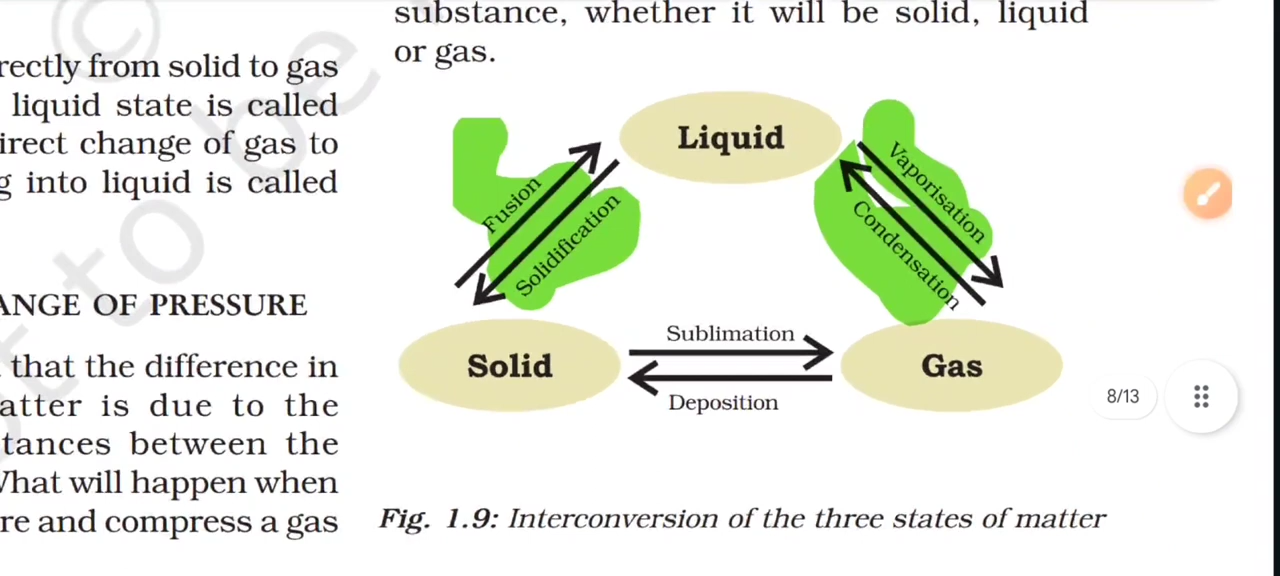 rectly from solid to gas
liquid state is called
irect change of gas to
g into liquid is called
ANGE OF PRESSURE
that the difference in
atter is due to the
tances between the
What will happen when
re and compress a gas
substance, whether it will be solid, liquid
or gas.
Liquid
Fusion
Solidification
Vaporisation
Condensation
Solid
Sublimation
Deposition
Gas
Fig. 1.9: Interconversion of the three states of matter
8/13
© 
to be